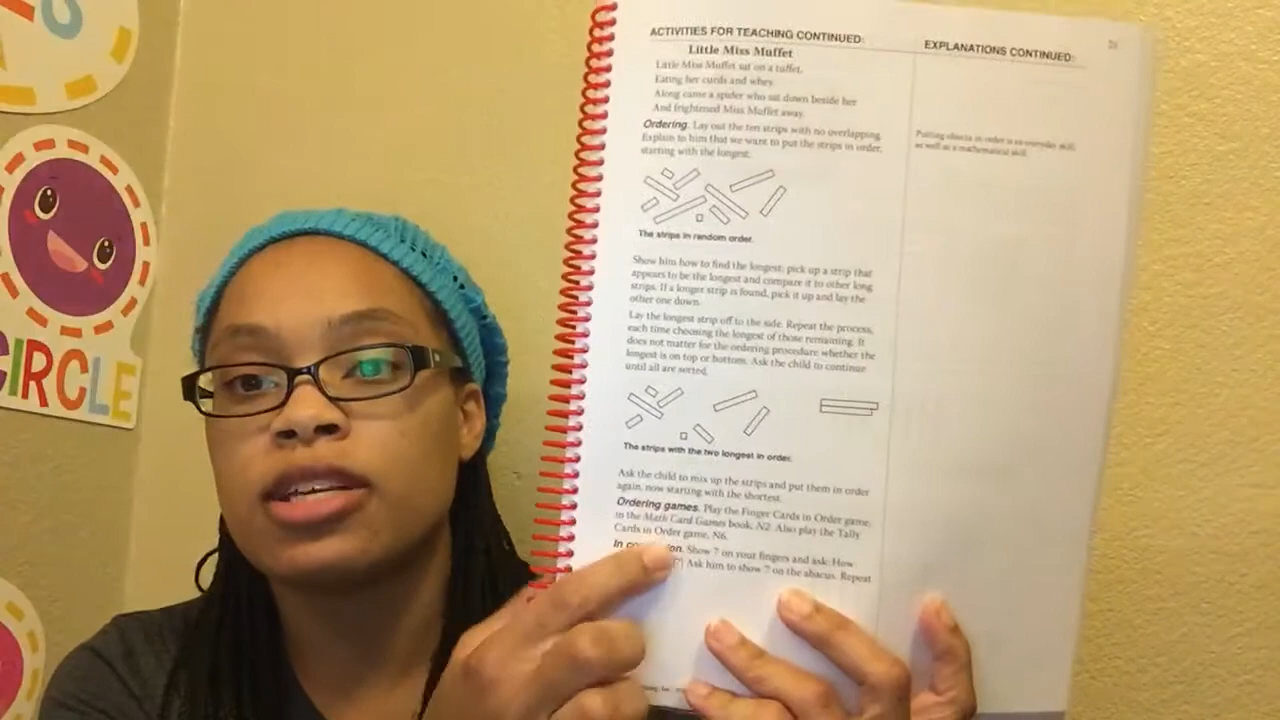 CIRCLE
ACTIVITIES FOR TEACHING CONTINUED:
Little Miss Muffet
Little Miss Muffet sat on a tuffet,
Eating her curds and whey.
Along came a spider who sat down beside her
And frightened Miss Muffet away.
Ordering. Lay out the ten strips with no overlapping.
Explain to him that we want to put the strips in order,
starting with the longest.
The strips in random order.
Show him how to find the longest; pick up a strip that
appears to be the longest and compare it to other long
strips. If a longer strip is found, pick it up and lay the
other one down.
Lay the longest strip off to the side. Repeat the process,
each time choosing the longest of those remaining. It
does not matter for the ordering procedure whether the
longest is on top or bottom. Ask the child to continue
until all are sorted.
The strips with the two longest in order.
Ask the child to mix up the strips and put them in order
again, now starting with the shortest.
Ordering games. Play the Finger Cards in Order game,
in the Math Card Games book, N2. Also play the Tally
Cards in Order game, N6.
In Show 7 on your fingers and ask: How
Ask him to show 7 on the abacus. Repeat
EXPLANATIONS CONTINUED:
Putting objects in order is an everyday skill,
as well as a mathematical skill.